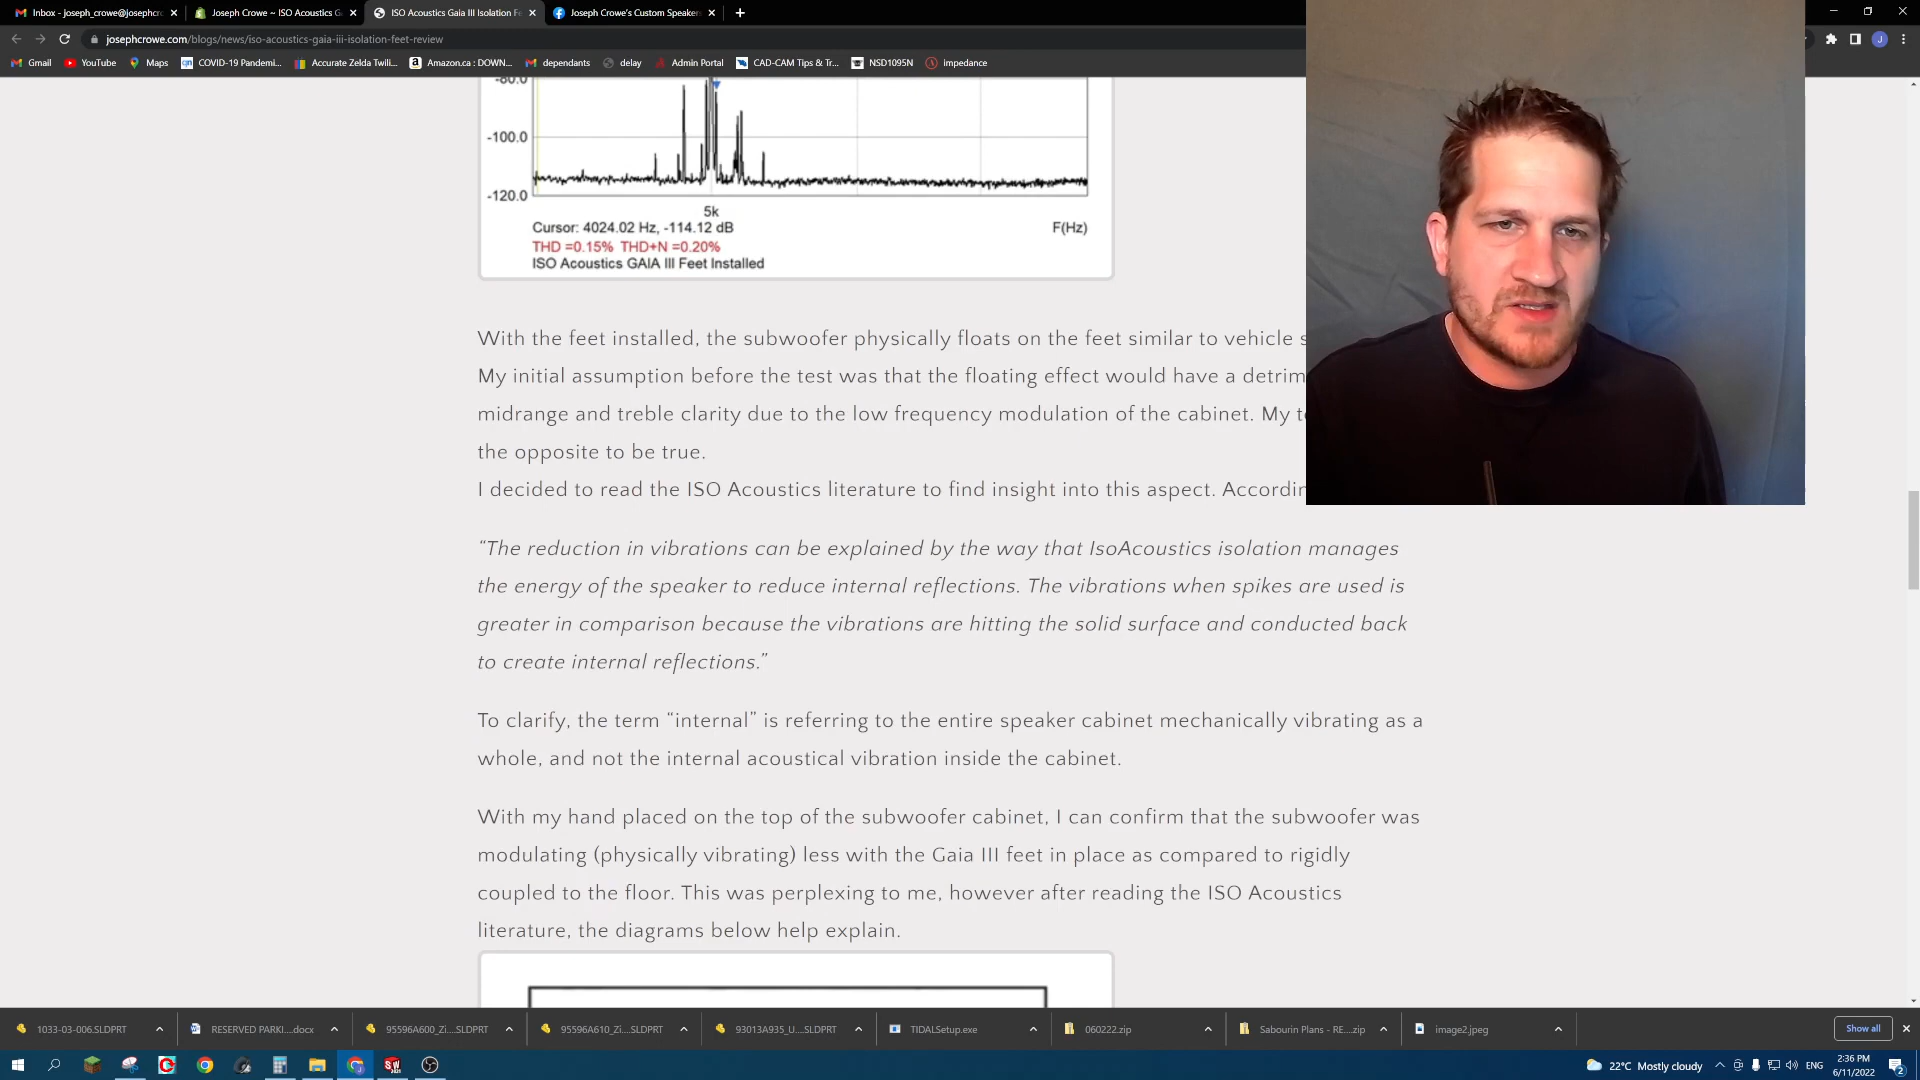 Inbox - joseph_crowe@josephcr
Joseph Crowe ~ ISO Acoustics G
ISO Acoustics Gaia III Isolation Fe
Joseph Crowe's Custom Speaker
josephcrowe.com/blogs/news/iso-acoustics-gaia-iii-isolation-feet-review
Gmail
YouTube
Maps
COVID-19 Pandemi...
Accurate Zelda Twili...
Amazon.ca : DOWN...
dependants
delay
Admin Portal
CAD-CAM Tips & Tr...
NSD1095N
impedance
-80.0
-100.0
-120.0
5k
Cursor: 4024.02 Hz, -114.12 dB
F(Hz)
THD =0.15% THD+N =0.20%
ISO Acoustics GAIA III Feet Installed
With the feet installed, the subwoofer physically floats on the feet similar to vehicle s
My initial assumption before the test was that the floating effect would have a detrim
midrange and treble clarity due to the low frequency modulation of the cabinet. My te
the opposite to be true.
I decided to read the ISO Acoustics literature to find insight into this aspect. Accordin
“The reduction in vibrations can be explained by the way that IsoAcoustics isolation manages
the energy of the speaker to reduce internal reflections. The vibrations when spikes are used is
greater in comparison because the vibrations are hitting the solid surface and conducted back
to create internal reflections.”
To clarify, the term “internal” is referring to the entire speaker cabinet mechanically vibrating as a
whole, and not the internal acoustical vibration inside the cabinet.
With my hand placed on the top of the subwoofer cabinet, I can confirm that the subwoofer was
modulating (physically vibrating) less with the Gaia III feet in place as compared to rigidly
coupled to the floor. This was perplexing to me, however after reading the ISO Acoustics
literature, the diagrams below help explain.
1033-03-006.SLDPRT
RESERVED PARKI....docx
95596A600_Zi....SLDPRT
95596A610_Zi....SLDPRT
93013A935_U....SLDPRT
TIDALSetup.exe
060222.zip
Sabourin Plans - RE....zip
image2.jpeg
Show all
22°C Mostly cloudy
ENG
2:36 PM
6/11/2022